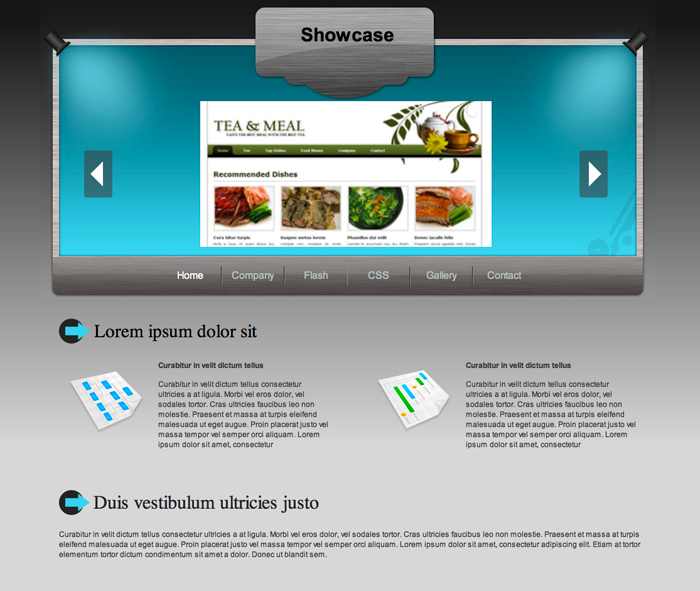 Showcase
TEA & MEAL
TASTE THE BEST MEAL WITH THE BEST TEA
Home Tea Top Dishes Food Menus Company Contact
Recommended Dishes
Cura bitur turpis Suspen metus lorem Phasellus dui velit Donec iaculis felis
Home Company Flash CSS Gallery Contact
Lorem ipsum dolor sit
Curabitur in velit dictum tellus
Curabitur in velit dictum tellus consectetur
ultricies a at ligula. Morbi vel eros dolor, vel
sodales tortor. Cras ultricies faucibus leo non
molestie. Praesent et massa at turpis eleifend
malesuada ut eget augue. Proin placerat justo vel
massa tempor vel semper orci aliquam. Lorem
ipsum dolor sit amet, consectetur
Curabitur in velit dictum tellus
Curabitur in velit dictum tellus consectetur
ultricies a at ligula. Morbi vel eros dolor, vel
sodales tortor. Cras ultricies faucibus leo non
molestie. Praesent et massa at turpis eleifend
malesuada ut eget augue. Proin placerat justo vel
massa tempor vel semper orci aliquam. Lorem
ipsum dolor sit amet, consectetur
Duis vestibulum ultricies justo
Curabitur in velit dictum tellus consectetur ultricies a at ligula. Morbi vel eros dolor, vel sodales tortor. Cras ultricies faucibus leo non molestie. Praesent et massa at turpis
eleifend malesuada ut eget augue. Proin placerat justo vel massa tempor vel semper orci aliquam. Lorem ipsum dolor sit amet, consectetur adipiscing elit. Etiam at tortor
elementum tortor dictum condimentum sit amet a dolor. Donec ut blandit sem.